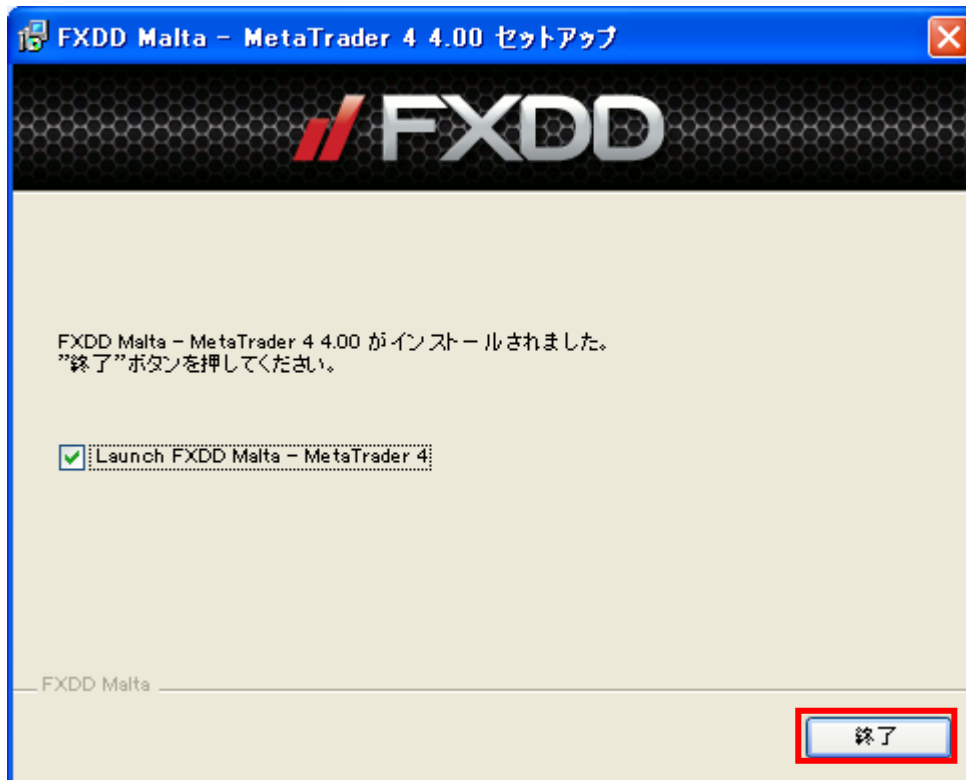 FXDD Malta - MetaTrader 4 4.00 セットアップ
FXDD
FXDD Malta - MetaTrader 4 4.00 がインストールされました。
”終了”ボタンを押してください。
Launch FXDD Malta - MetaTrader 4
FXDD Malta
終了